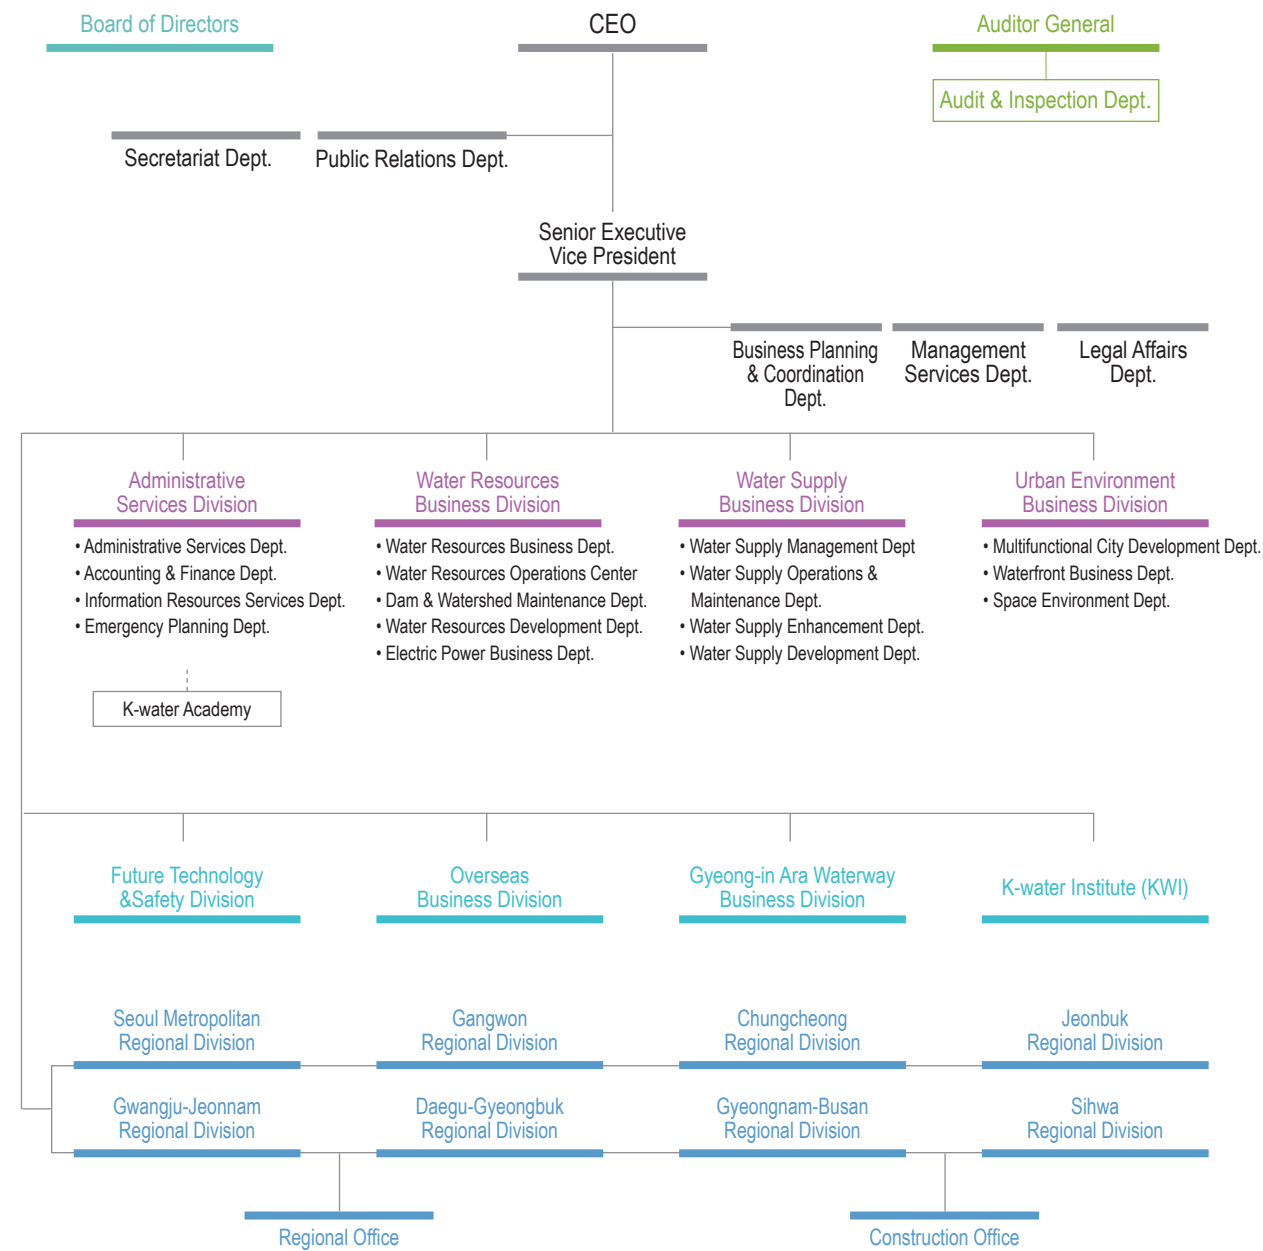 Board of Directors
CEO
Auditor General
Audit & Inspection Dept.
Secretariat Dept.
Public Relations Dept.
Senior Executive
Vice President
Business Planning
& Coordination
Dept.
Management
Services Dept.
Legal Affairs
Dept.
Administrative
Services Division
• Administrative Services Dept.
• Accounting & Finance Dept.
• Information Resources Services Dept.
• Emergency Planning Dept.
K-water Academy
Water Resources
Business Division
• Water Resources Business Dept.
• Water Resources Operations Center
• Dam & Watershed Maintenance Dept.
• Water Resources Development Dept.
• Electric Power Business Dept.
Water Supply
Business Division
• Water Supply Management Dept
• Water Supply Operations &
Maintenance Dept.
• Water Supply Enhancement Dept.
• Water Supply Development Dept.
Urban Environment
Business Division
• Multifunctional City Development Dept.
• Waterfront Business Dept.
• Space Environment Dept.
Future Technology
&Safety Division
Overseas
Business Division
Gyeong-in Ara Waterway
Business Division
K-water Institute (KWI)
Seoul Metropolitan
Regional Division
Gangwon
Regional Division
Chungcheong
Regional Division
Jeonbuk
Regional Division
Gwangju-Jeonnam
Regional Division
Daegu-Gyeongbuk
Regional Division
Gyeongnam-Busan
Regional Division
Sihwa
Regional Division
Regional Office
Construction Office